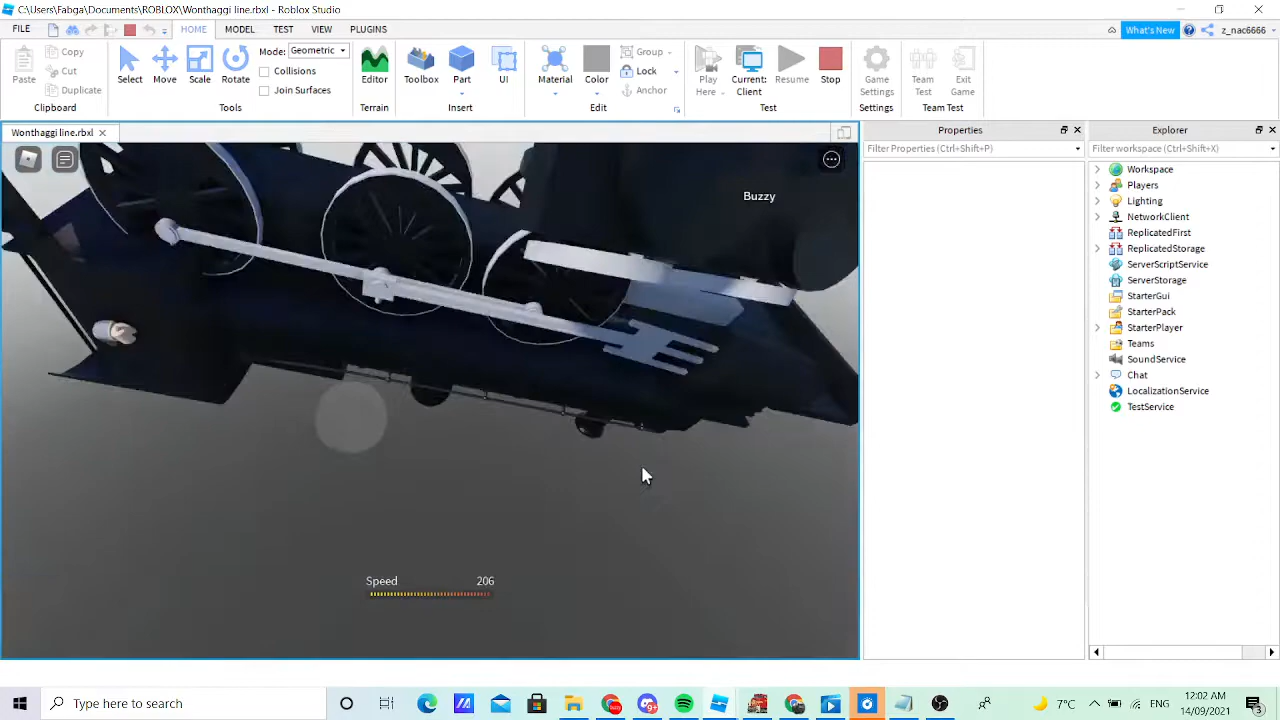 C:\Users\Fabga\Documents\ROBLOX\Wonthaggi line.rbxl - Roblox Studio
FILE HOME MODEL TEST VIEW PLUGINS What's New z_nac6666
Paste Copy Cut Duplicate Clipboard
Select Move Scale Rotate Mode: Geometric Collisions Join Surfaces Tools
Editor Terrain
Toolbox Part UI Insert
Material Color Group Lock Anchor Edit
Play Here Current: Client Resume Stop Test
Game Settings Settings
Team Test Exit Game Team Test
Wonthaggi line.rbxl
Properties
Filter Properties (Ctrl+Shift+P)
Explorer
Filter workspace (Ctrl+Shift+X)
Workspace
Players
Lighting
NetworkClient
ReplicatedFirst
ReplicatedStorage
ServerScriptService
ServerStorage
StarterGui
StarterPack
StarterPlayer
Teams
SoundService
Chat
LocalizationService
TestService
Buzzy
Speed 206
Type here to search
7°C ENG 12:02 AM
14/09/2021
3